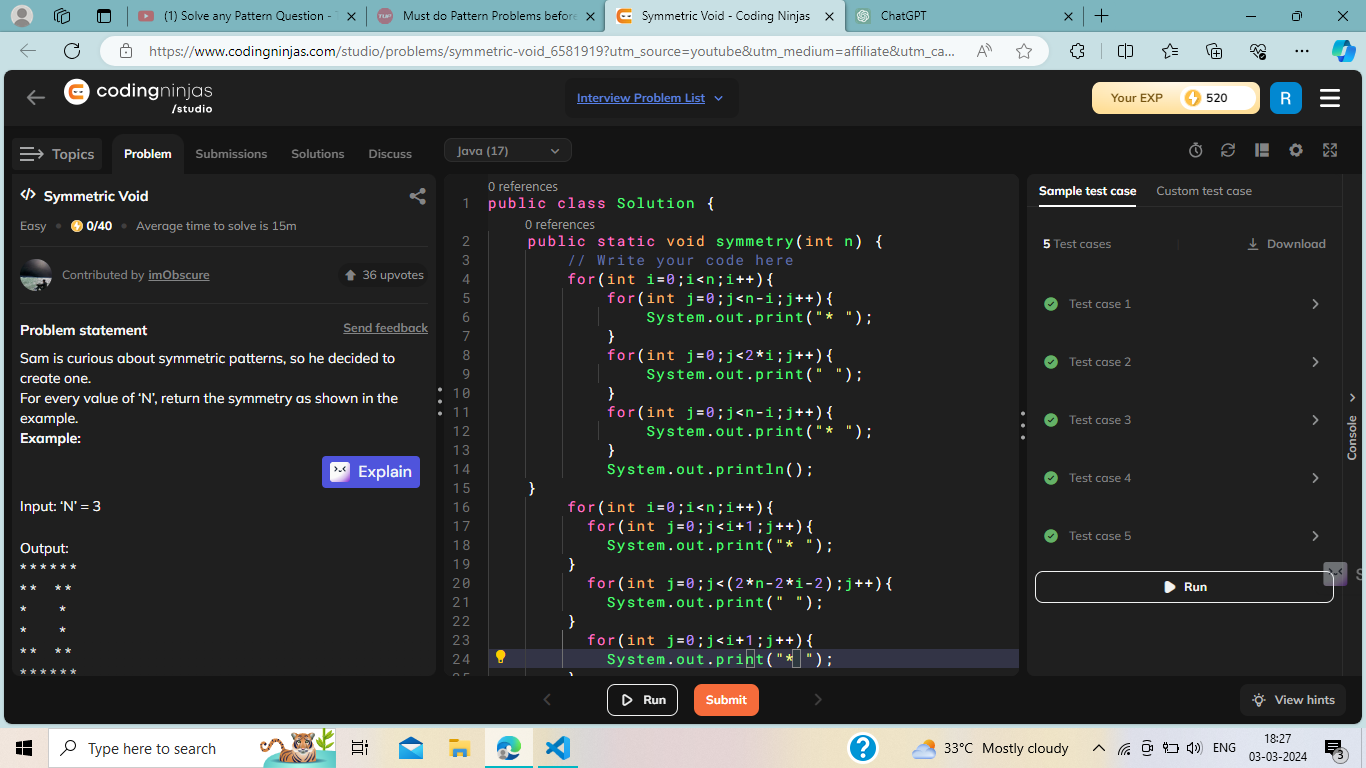 (1) Solve any Pattern Question -
Must do Pattern Problems before
Symmetric Void - Coding Ninjas
ChatGPT
https://www.codingninjas.com/studio/problems/symmetric-void_6581919?utm_source=youtube&utm_medium=affiliate&utm_ca...
codingninjas
/studio
Interview Problem List
Your EXP 520
R
Topics
Problem
Submissions
Solutions
Discuss
Java (17)
Symmetric Void
Easy 0/40 Average time to solve is 15m
Contributed by imObscure
36 upvotes
Problem statement
Send feedback
Sam is curious about symmetric patterns, so he decided to
create one.
For every value of ‘N’, return the symmetry as shown in the
example.
Example:
Explain
Input: ‘N’ = 3
Output:
* * * * * *
* *     * *
*         *
*         *
* *     * *
* * * * * *
0 references
1 public class Solution {
0 references
2 public static void symmetry(int n) {
3 // Write your code here
4 for(int i=0;i<n;i++){
5 for(int j=0;j<n-i;j++){
6 System.out.print("* ");
7 }
8 for(int j=0;j<2*i;j++){
9 System.out.print(" ");
10 }
11 for(int j=0;j<n-i;j++){
12 System.out.print("* ");
13 }
14 System.out.println();
15 }
16 for(int i=0;i<n;i++){
17 for(int j=0;j<i+1;j++){
18 System.out.print("* ");
19 }
20 for(int j=0;j<(2*n-2*i-2);j++){
21 System.out.print(" ");
22 }
23 for(int j=0;j<i+1;j++){
24 System.out.print("* ");
Sample test case
Custom test case
5 Test cases
Download
Test case 1
Test case 2
Test case 3
Test case 4
Test case 5
Run
Console
Run
Submit
View hints
Type here to search
33°C Mostly cloudy
ENG
18:27
03-03-2024
3